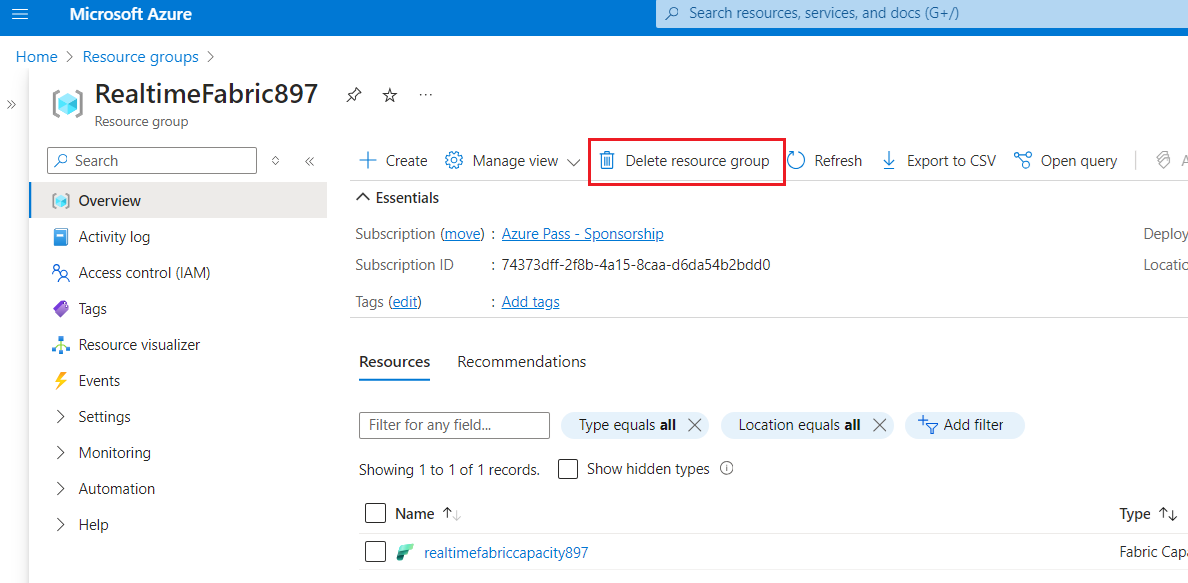 Microsoft Azure
Search resources, services, and docs (G+/)
Home > Resource groups >
RealtimeFabric897
Resource group
Search
Create Manage view Delete resource group Refresh Export to CSV Open query
Overview
Activity log
Access control (IAM)
Tags
Resource visualizer
Events
Settings
Monitoring
Automation
Help
Essentials
Subscription (move) : Azure Pass - Sponsorship
Deploy
Subscription ID : 74373dff-2f8b-4a15-8caa-d6da54b2bdd0
Locatio
Tags (edit) : Add tags
Resources Recommendations
Filter for any field... Type equals all Location equals all Add filter
Showing 1 to 1 of 1 records. Show hidden types
Name Type
realtimefabriccapacity897 Fabric Capa